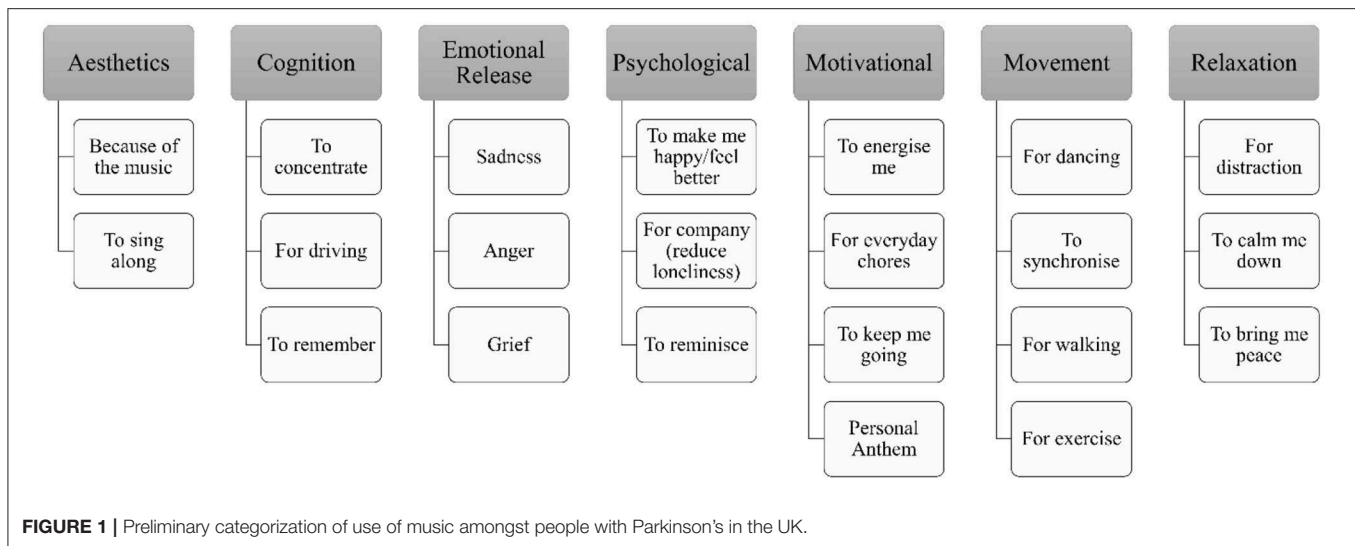 Aesthetics
Because of
the music
To sing
along
Cognition
To
concentrate
For driving
To remember
Emotional
Release
Sadness
Anger
Grief
Psychological
To make me
happy/feel
better
For company
(reduce
loneliness)
To reminisce
Motivational
To energise
me
For everyday
chores
To keep me
going
Personal
Anthem
Movement
For dancing
To
synchronise
For walking
For exercise
Relaxation
For
distraction
To calm me
down
To bring me
peace
FIGURE 1 | Preliminary categorization of use of music amongst people with Parkinson's in the UK.